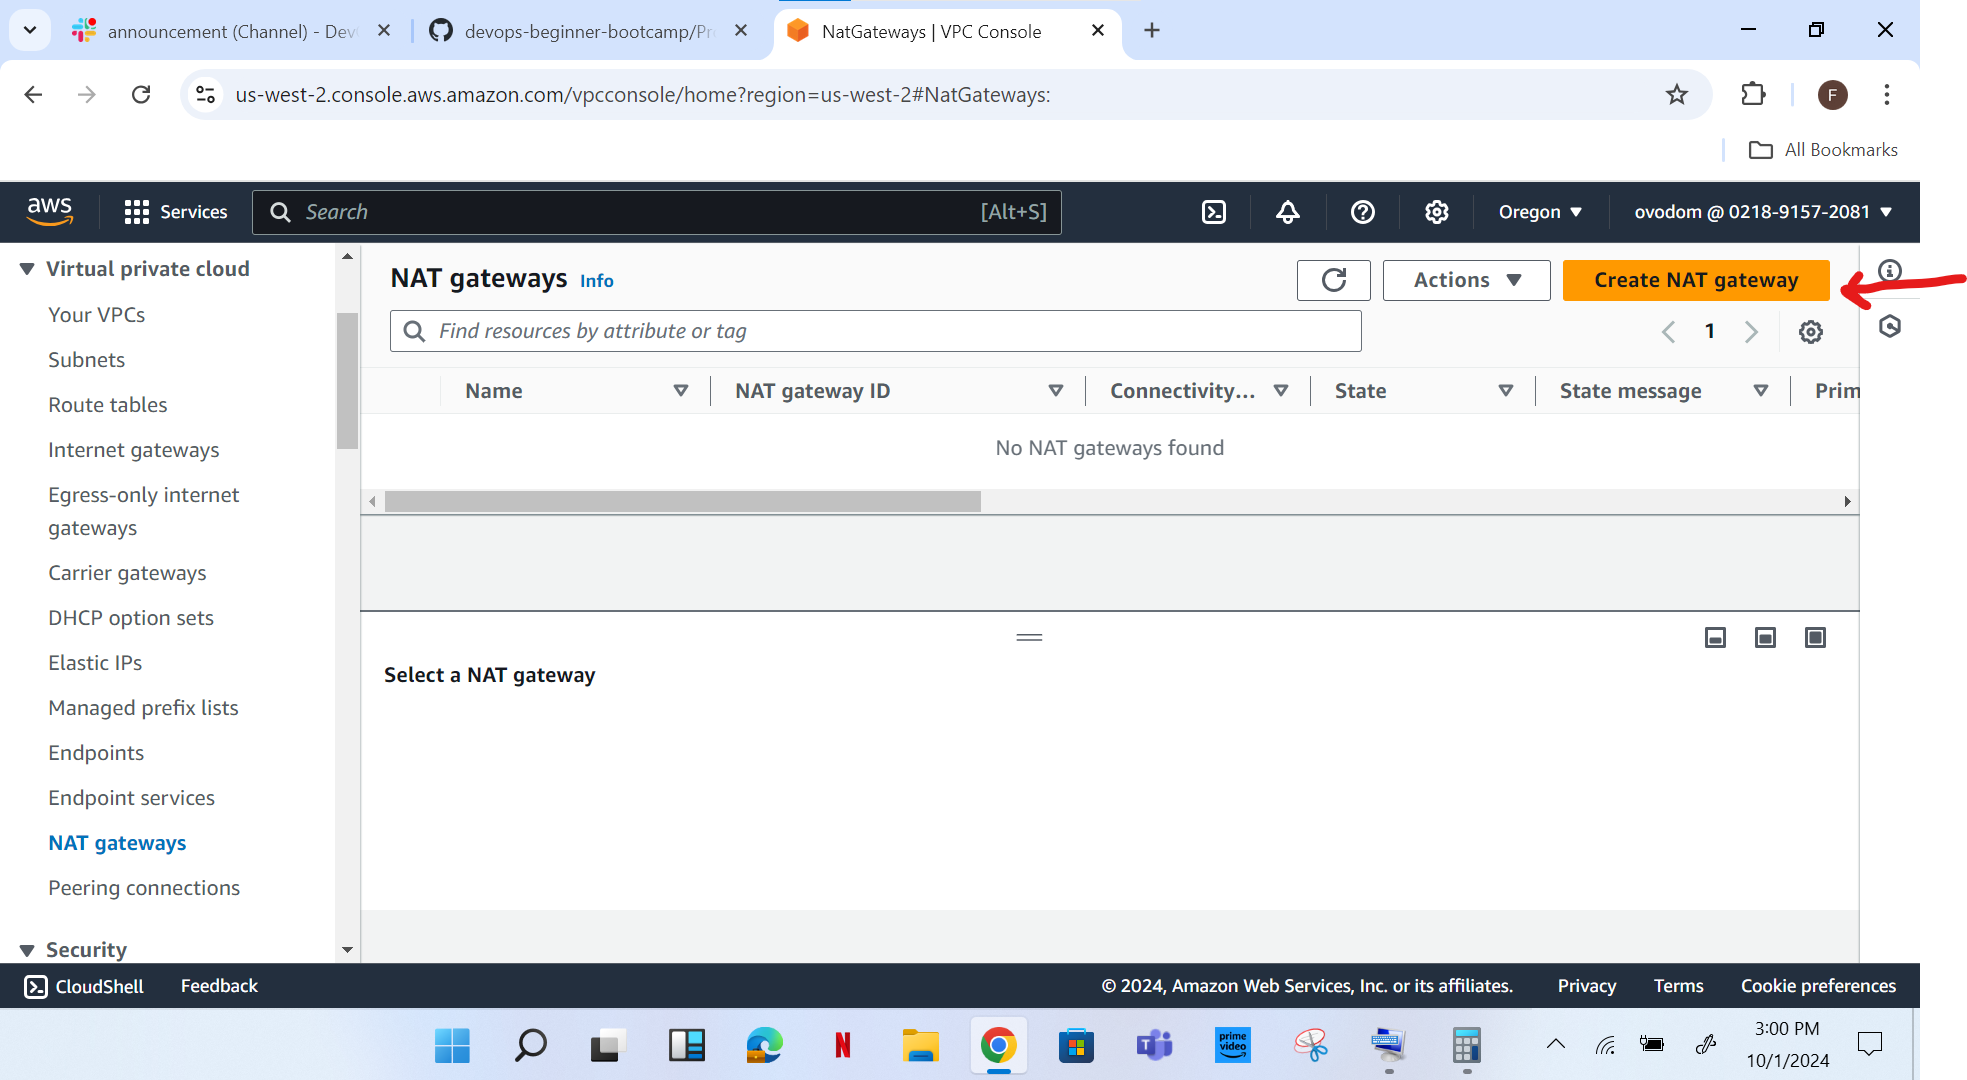 announcement (Channel) - Dev
devops-beginner-bootcamp/Pr
NatGateways | VPC Console
us-west-2.console.aws.amazon.com/vpcconsole/home?region=us-west-2#NatGateways:
F
All Bookmarks
aws
Services
Search
[Alt+S]
Oregon
ovodom @ 0218-9157-2081
Virtual private cloud
Your VPCs
Subnets
Route tables
Internet gateways
Egress-only internet
gateways
Carrier gateways
DHCP option sets
Elastic IPs
Managed prefix lists
Endpoints
Endpoint services
NAT gateways
Peering connections
Security
NAT gateways Info
Actions
Create NAT gateway
Find resources by attribute or tag
1
Name
NAT gateway ID
Connectivity...
State
State message
Prim
No NAT gateways found
Select a NAT gateway
CloudShell
Feedback
© 2024, Amazon Web Services, Inc. or its affiliates.
Privacy
Terms
Cookie preferences
N
T
prime
video
3:00 PM
10/1/2024